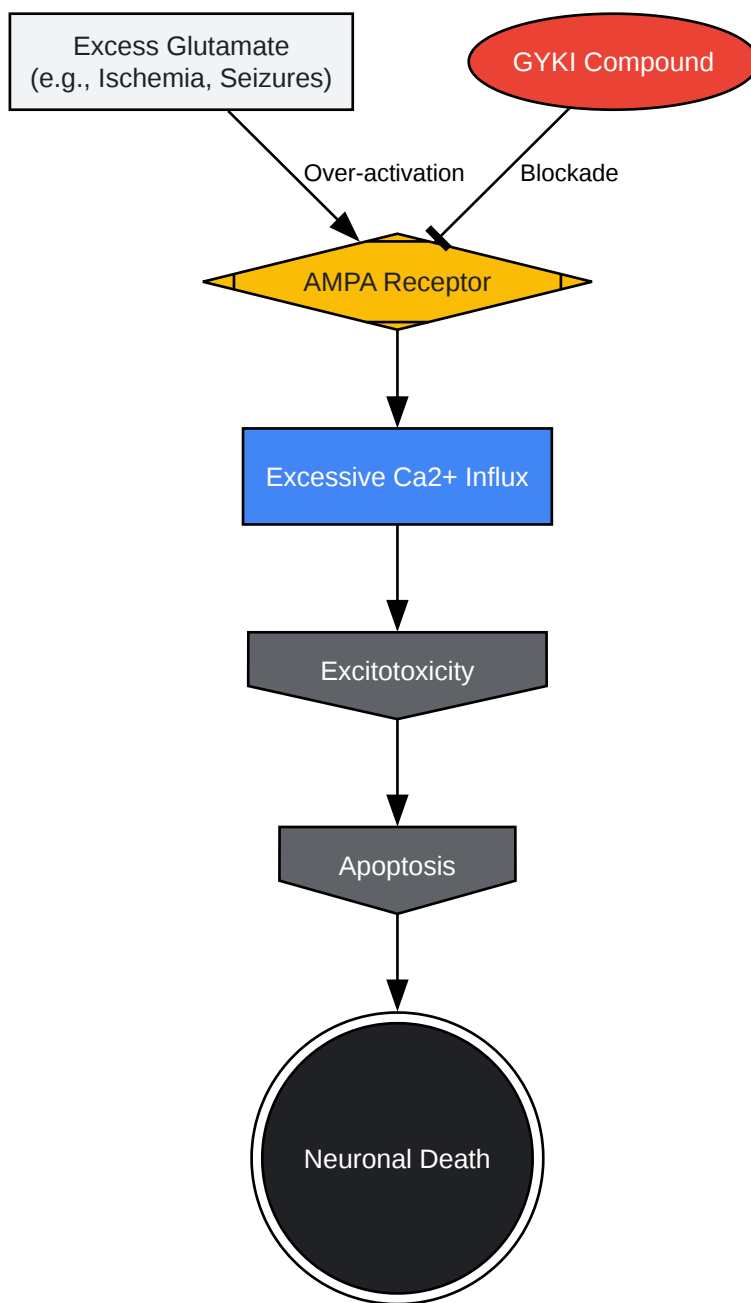 Excess Glutamate
(e.g., Ischemia, Seizures)
GYKI Compound
Over-activation
Blockade
AMPA Receptor
Excessive Ca2+ Influx
Excitotoxicity
Apoptosis
Neuronal Death